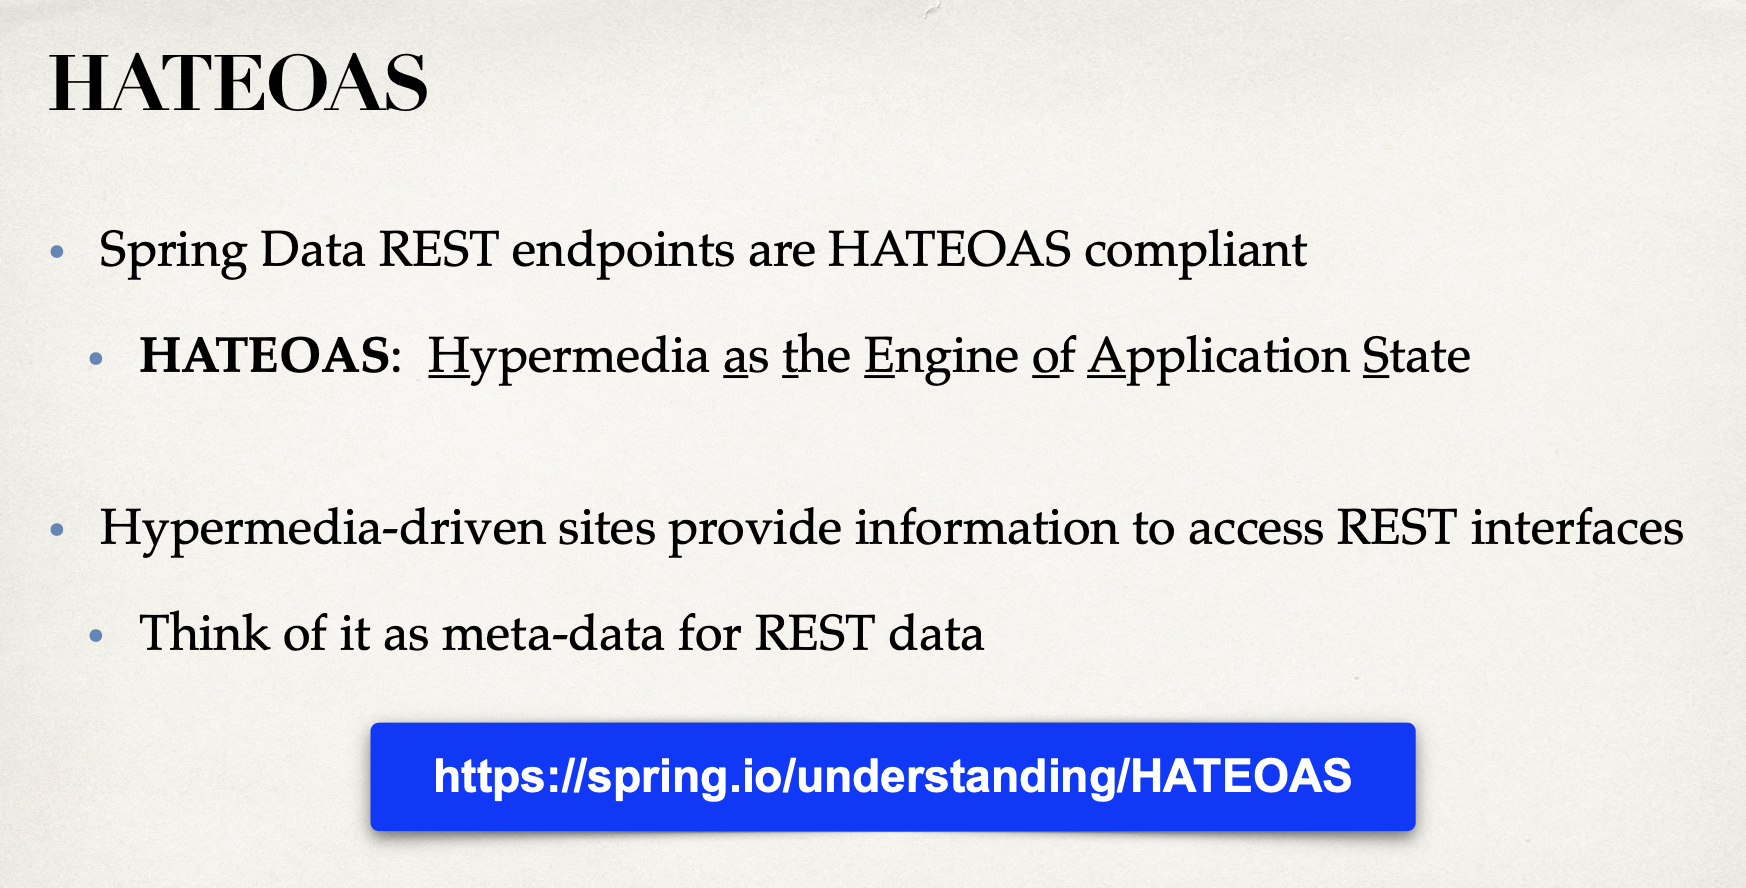 HATEOAS
• Spring Data REST endpoints are HATEOAS compliant
• HATEOAS: Hypermedia as the Engine of Application State
• Hypermedia-driven sites provide information to access REST interfaces
• Think of it as meta-data for REST data
https://spring.io/understanding/HATEOAS